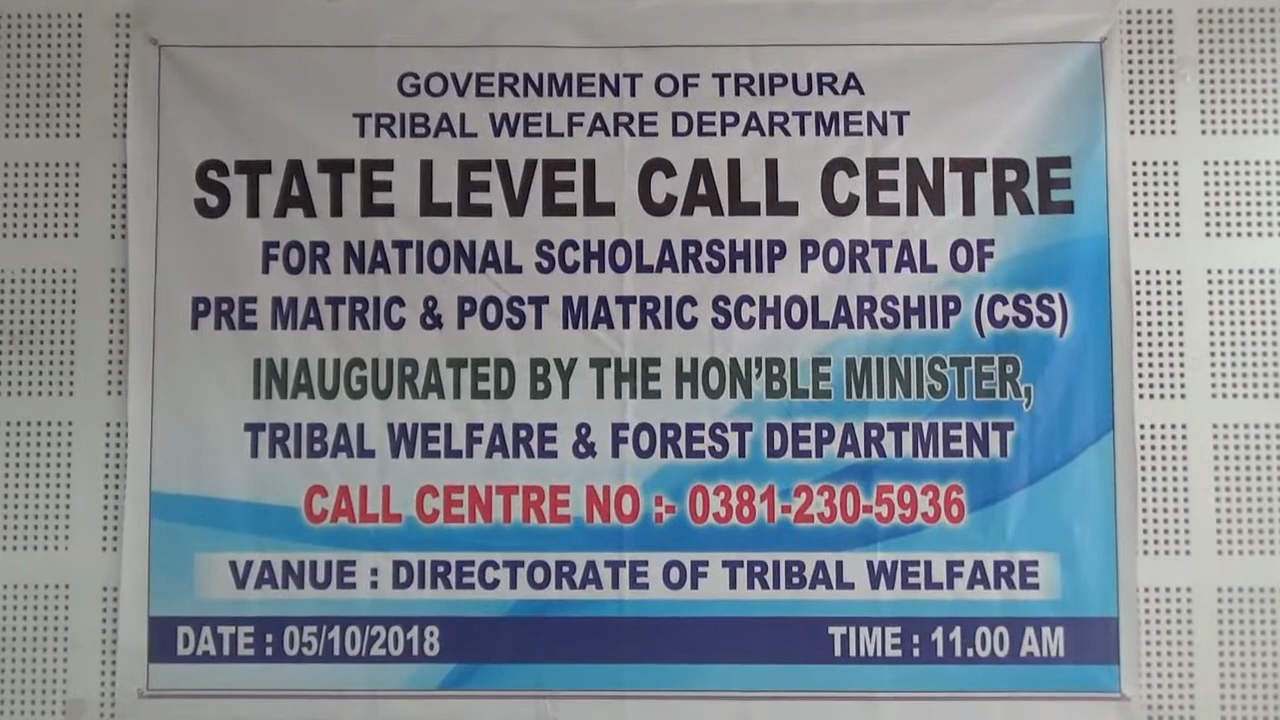 GOVERNMENT OF TRIPURA
TRIBAL WELFARE DEPARTMENT
STATE LEVEL CALL CENTRE
FOR NATIONAL SCHOLARSHIP PORTAL OF
PRE MATRIC & POST MATRIC SCHOLARSHIP (CSS)
INAUGURATED BY THE HON'BLE MINISTER,
TRIBAL WELFARE & FOREST DEPARTMENT
CALL CENTRE NO :- 0381-230-5936
VANUE : DIRECTORATE OF TRIBAL WELFARE
DATE : 05/10/2018 TIME : 11.00 AM